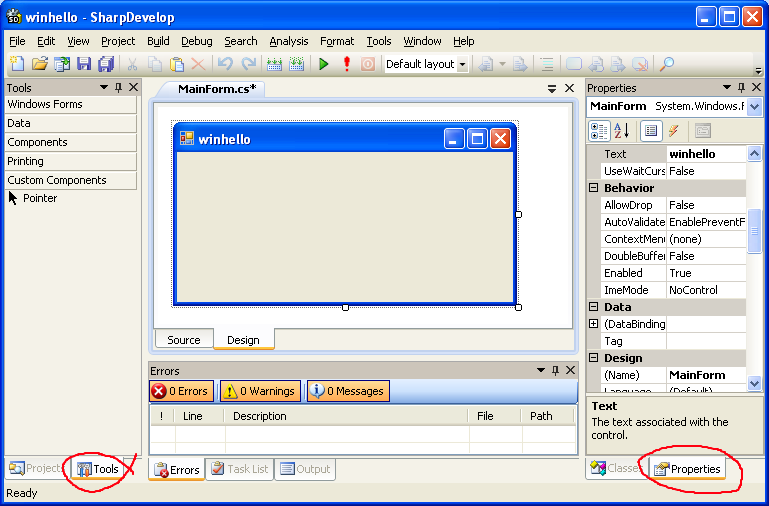 winhello - SharpDevelop
File Edit View Project Build Debug Search Analysis Format Tools Window Help
Default layout
Tools
Windows Forms
Data
Components
Printing
Custom Components
Pointer
Projects
Tools
MainForm.cs*
winhello
Source Design
Errors
0 Errors 0 Warnings 0 Messages
! Line Description File Path
Errors Task List Output
Properties
MainForm System.Windows.F
Text winhello
UseWaitCurs False
Behavior
AllowDrop False
AutoValidate EnablePreventF
ContextMenu (none)
DoubleBuffer False
Enabled True
ImeMode NoControl
Data
(DataBinding
Tag
Design
(Name) MainForm
Language (Default)
Text
The text associated with the
control.
Classes Properties
Ready